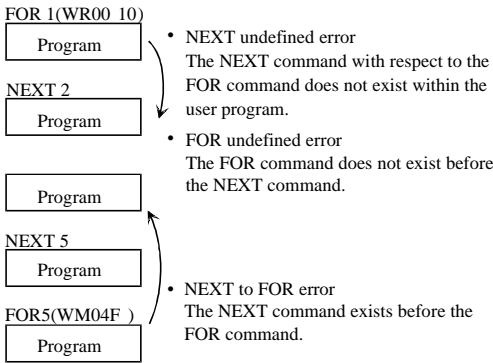 FOR 1(WR00 10)
Program
NEXT 2
Program
Program
NEXT 5
Program
FOR5(WM04F )
Program
• NEXT undefined error
The NEXT command with respect to the
FOR command does not exist within the
user program.
• FOR undefined error
The FOR command does not exist before
the NEXT command.
• NEXT to FOR error
The NEXT command exists before the
FOR command.